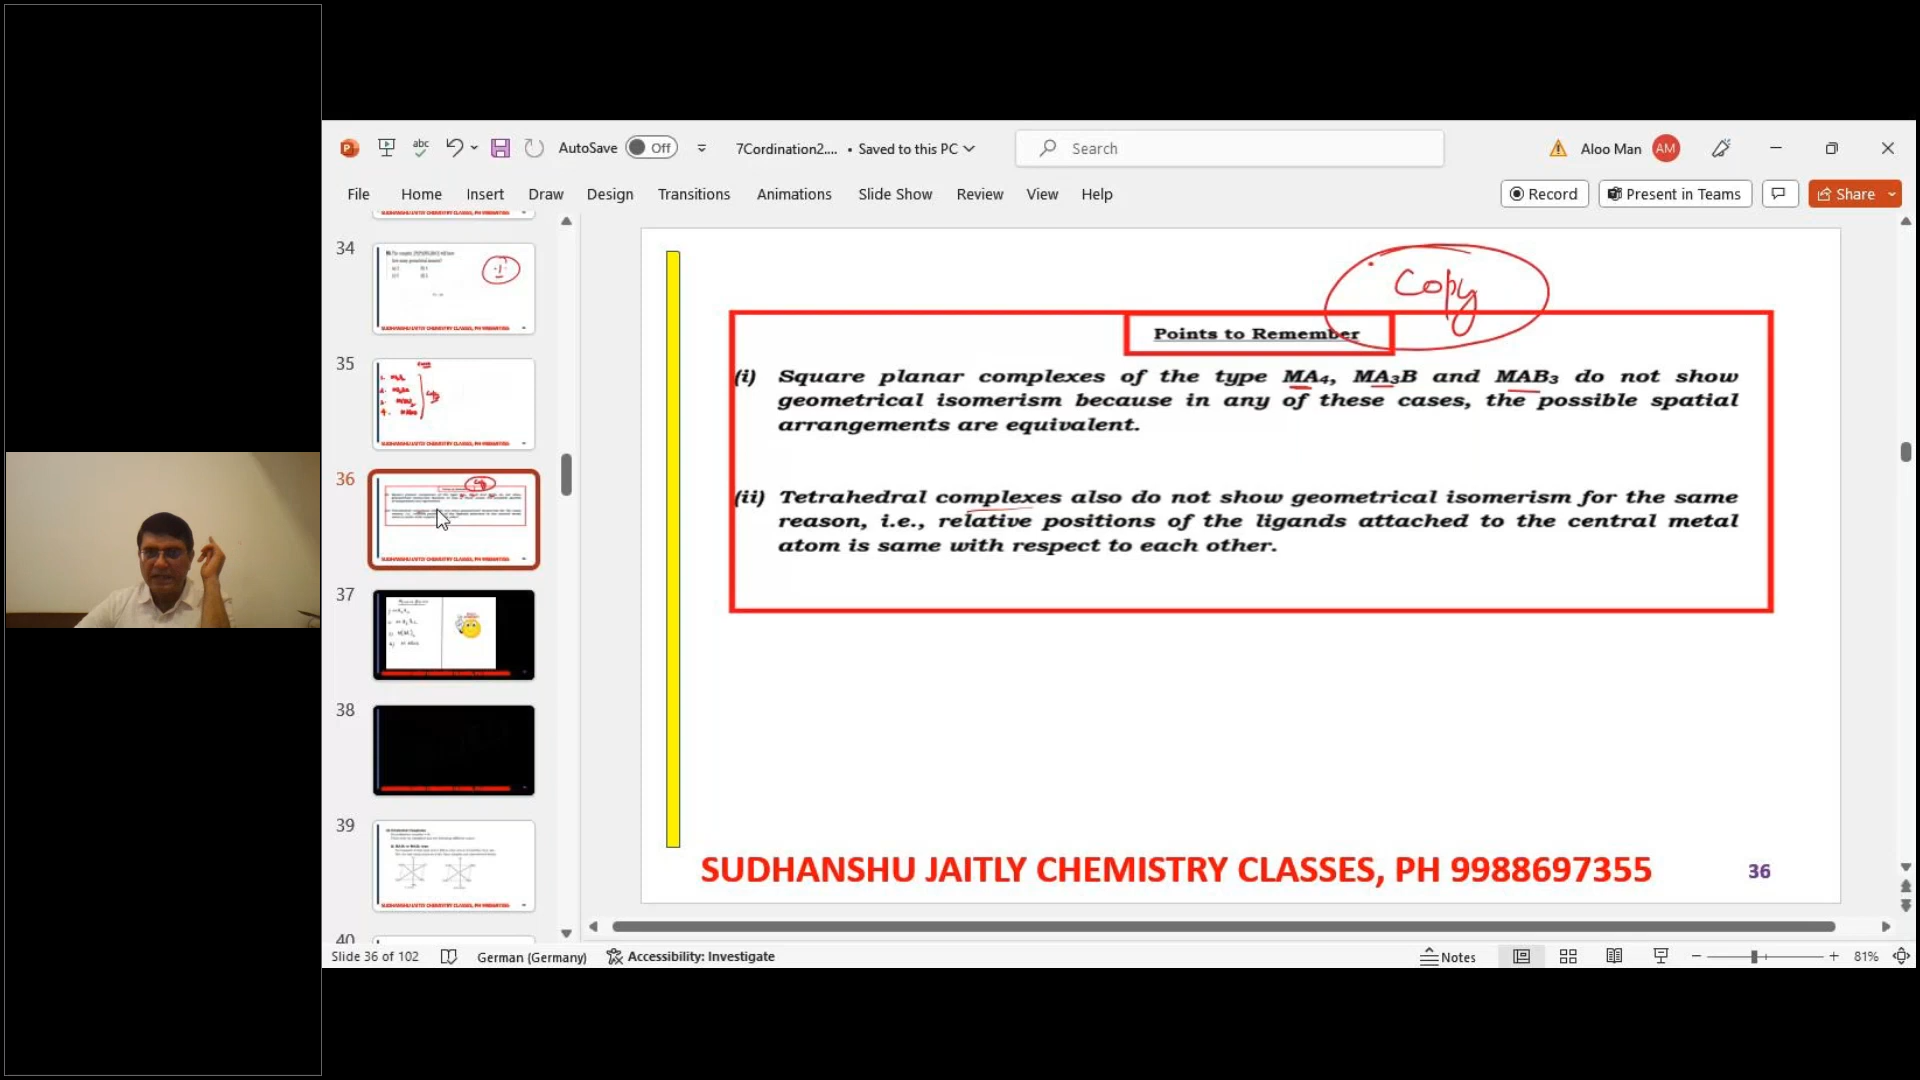 AutoSave Off 7Cordination2.... • Saved to this PC Search Aloo Man AM
File Home Insert Draw Design Transitions Animations Slide Show Review View Help Record Present in Teams Share
34
35
36
37
38
39
40
Copy
Points to Remember
(i) Square planar complexes of the type MA₄, MA₃B and MAB₃ do not show
geometrical isomerism because in any of these cases, the possible spatial
arrangements are equivalent.
(ii) Tetrahedral complexes also do not show geometrical isomerism for the same
reason, i.e., relative positions of the ligands attached to the central metal
atom is same with respect to each other.
SUDHANSHU JAITLY CHEMISTRY CLASSES, PH 9988697355 36
Slide 36 of 102 German (Germany) Accessibility: Investigate Notes 81%